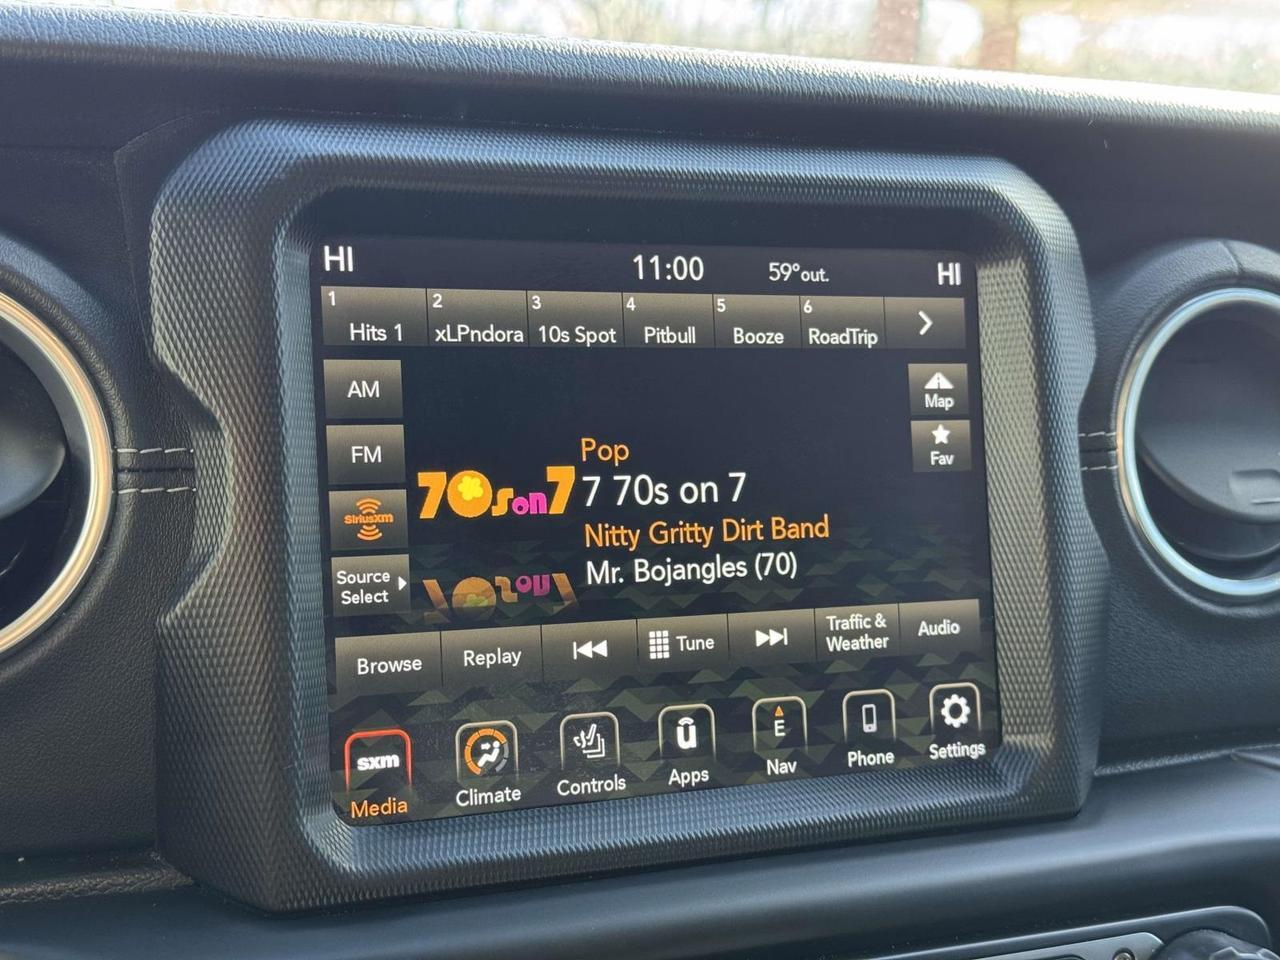 HI 11:00 59°out. HI
1 Hits 1 2 xLPndora 3 10s Spot 4 Pitbull 5 Booze 6 RoadTrip
AM
Map
FM
Fav
Pop
70s on 7
7 70s on 7
SiriusXM
Nitty Gritty Dirt Band
Mr. Bojangles (70)
Source
Select
Browse Replay Tune Traffic & Weather Audio
sxm
Media Climate Controls Apps E Nav Phone Settings